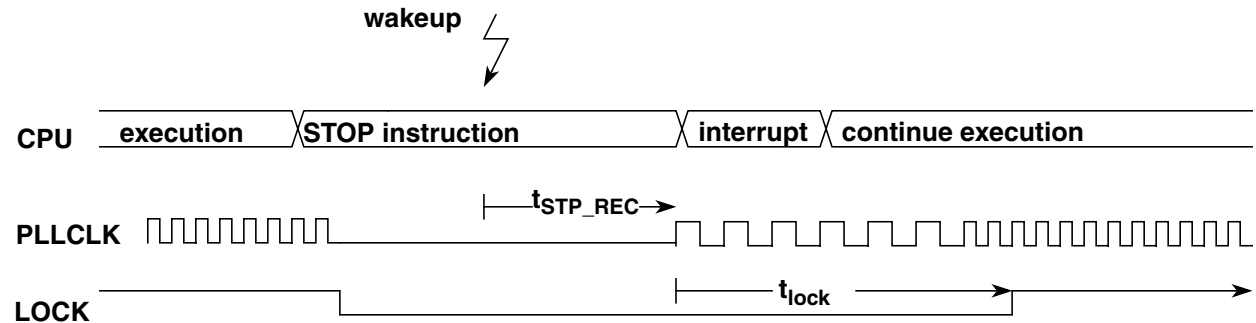 wakeup
CPU execution STOP instruction interrupt continue execution
tSTP_REC
PLLCLK
tlock
LOCK